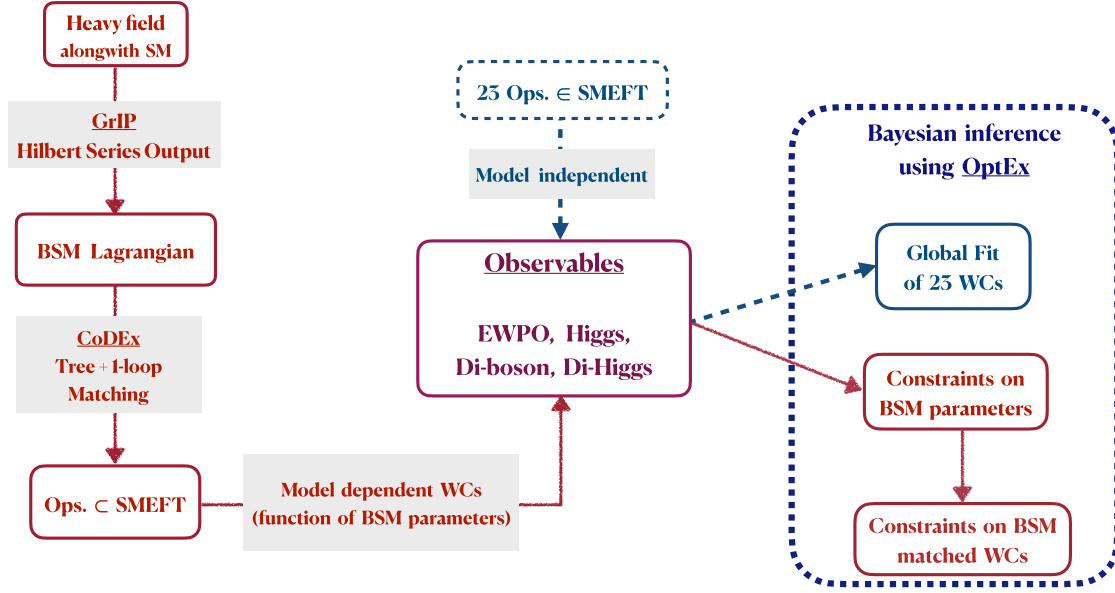 Heavy field
alongwith SM
GrIP
Hilbert Series Output
BSM Lagrangian
CoDEx
Tree + 1-loop
Matching
Ops. ⊂ SMEFT
Model dependent WCs
(function of BSM parameters)
23 Ops. ∈ SMEFT
Model independent
Observables
EWPO, Higgs,
Di-boson, Di-Higgs
Bayesian inference
using OptEx
Global Fit
of 23 WCs
Constraints on
BSM parameters
Constraints on BSM
matched WCs